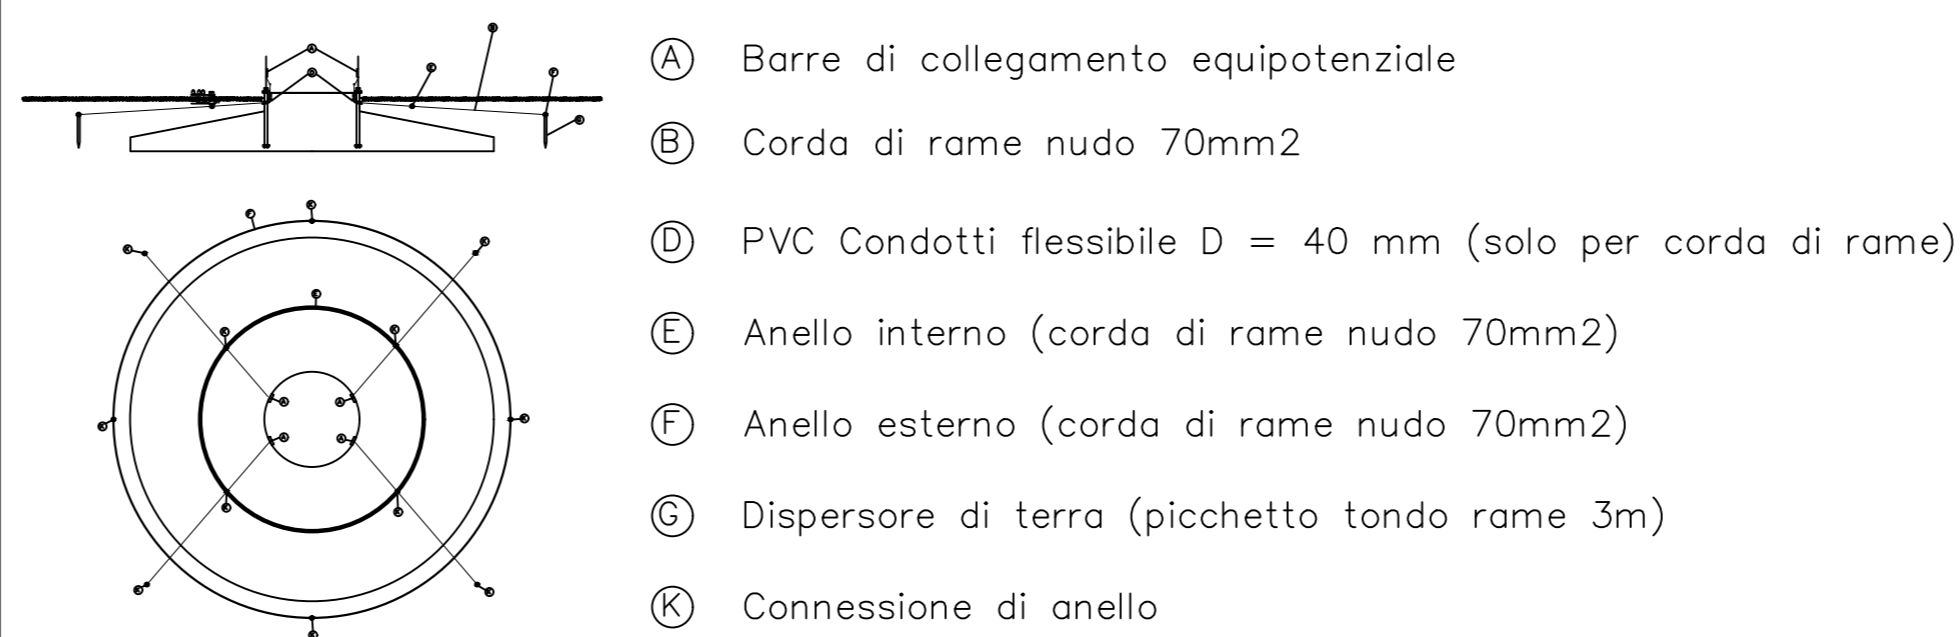 A Barre di collegamento equipotenziale
B Corda di rame nudo 70mm2
D PVC Condotti flessibile D = 40 mm (solo per corda di rame)
E Anello interno (corda di rame nudo 70mm2)
F Anello esterno (corda di rame nudo 70mm2)
G Dispersore di terra (picchetto tondo rame 3m)
K Connessione di anello